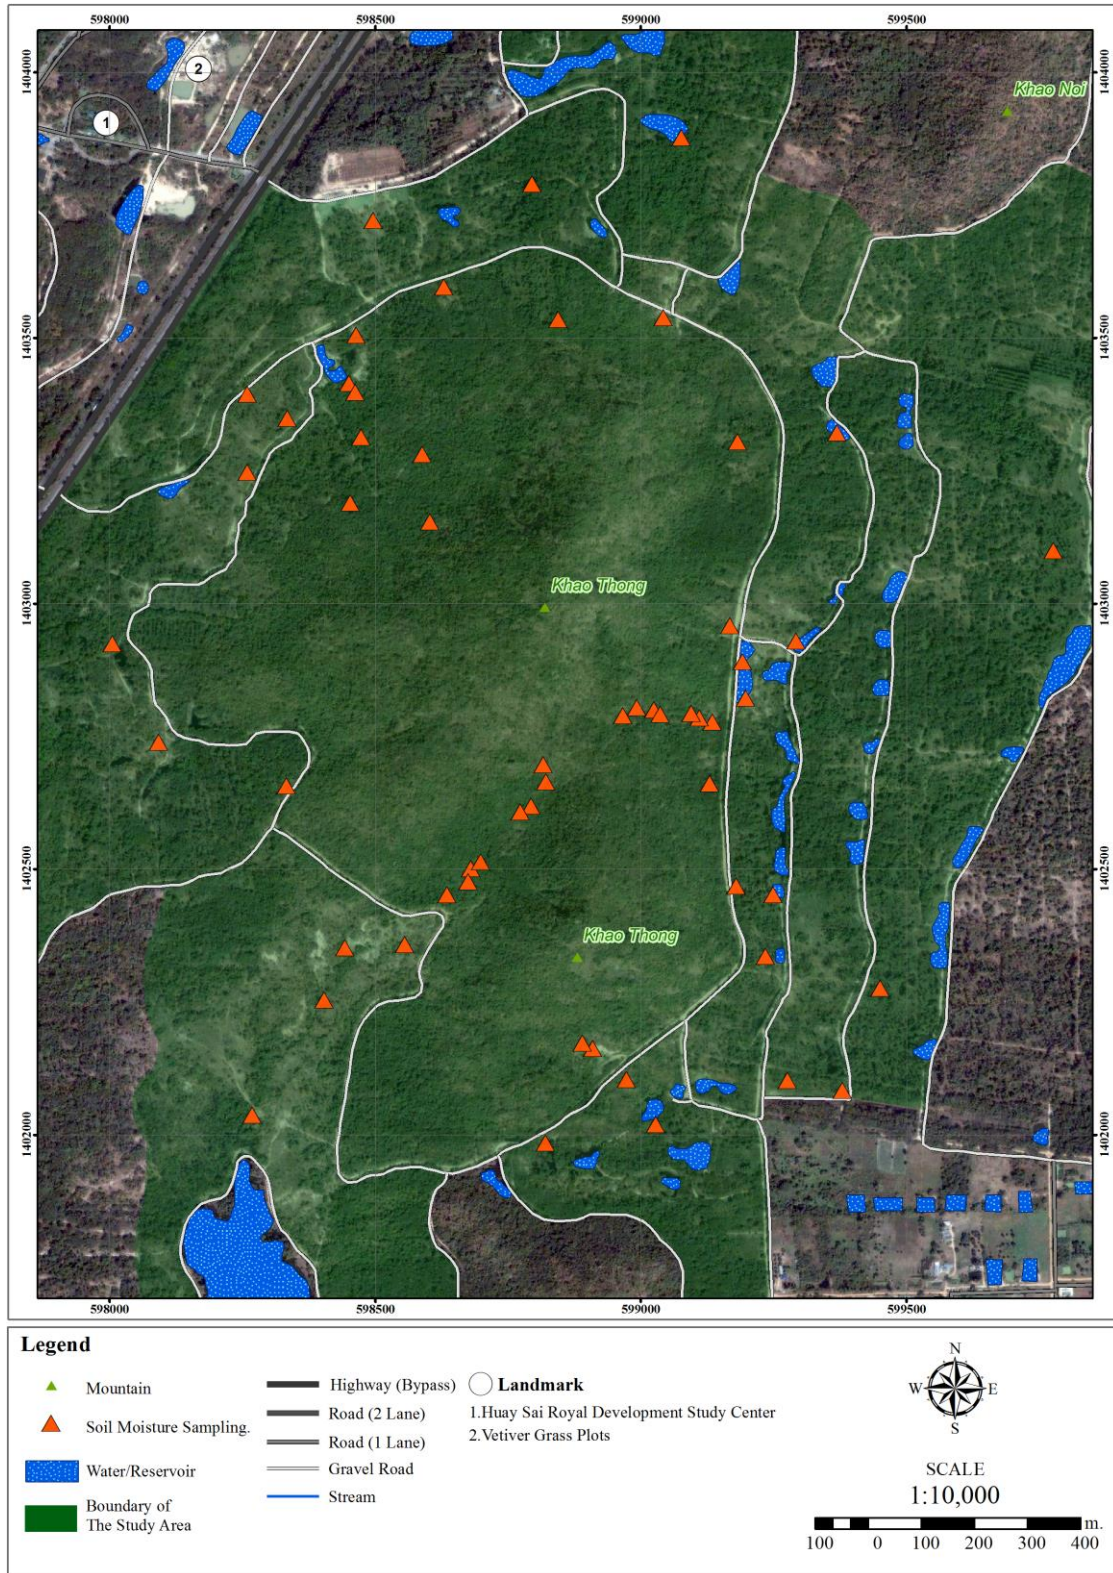 598000 598500 599000 599500
1404000 1404000
2
Khao Noi
1
1403500 1403500
Khao Thong
1403000 1403000
1402500 1402500
Khao Thong
1402000 1402000
598000 598500 599000 599500
Legend
Mountain
Soil Moisture Sampling.
Water/Reservoir
Boundary of
The Study Area
Highway (Bypass)
Road (2 Lane)
Road (1 Lane)
Gravel Road
Stream
Landmark
1.Huay Sai Royal Development Study Center
2.Vetiver Grass Plots
N
W E
S
SCALE
1:10,000
m.
100 0 100 200 300 400